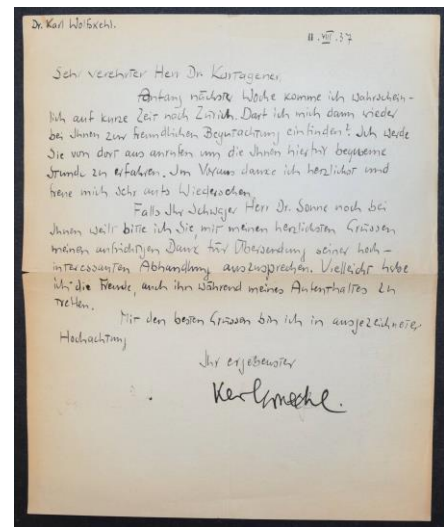 Dr. Karl Wolfskehl.
11. VIII. 37
Sehr verehrter Herr Dr. Kartagener,
Anfang nächster Woche komme ich wahrschein-
lich auf kurze Zeit nach Zürich. Darf ich mich dann wieder
bei Ihnen zur freundlichen Begutachtung einfinden? Ich werde
Sie von dort aus anrufen um die Ihnen hierfür bequeme
Stunde zu erfahren. Im Voraus danke ich herzlichst und
freue mich sehr aufs Wiedersehen.
Falls Ihr Schwager Herr Dr. Sonne noch bei
Ihnen weilt bitte ich Sie, mit meinen herzlichsten Grüssen
meinen aufrichtigen Dank für Übersendung seiner hoch-
interessanten Abhandlung auszusprechen. Vielleicht habe
ich die Freude, auch ihn während meines Aufenthaltes zu
treffen.
Mit den besten Grüssen bin ich in ausgezeichneter
Hochachtung
Ihr ergebenster
Karl Wolfskehl.